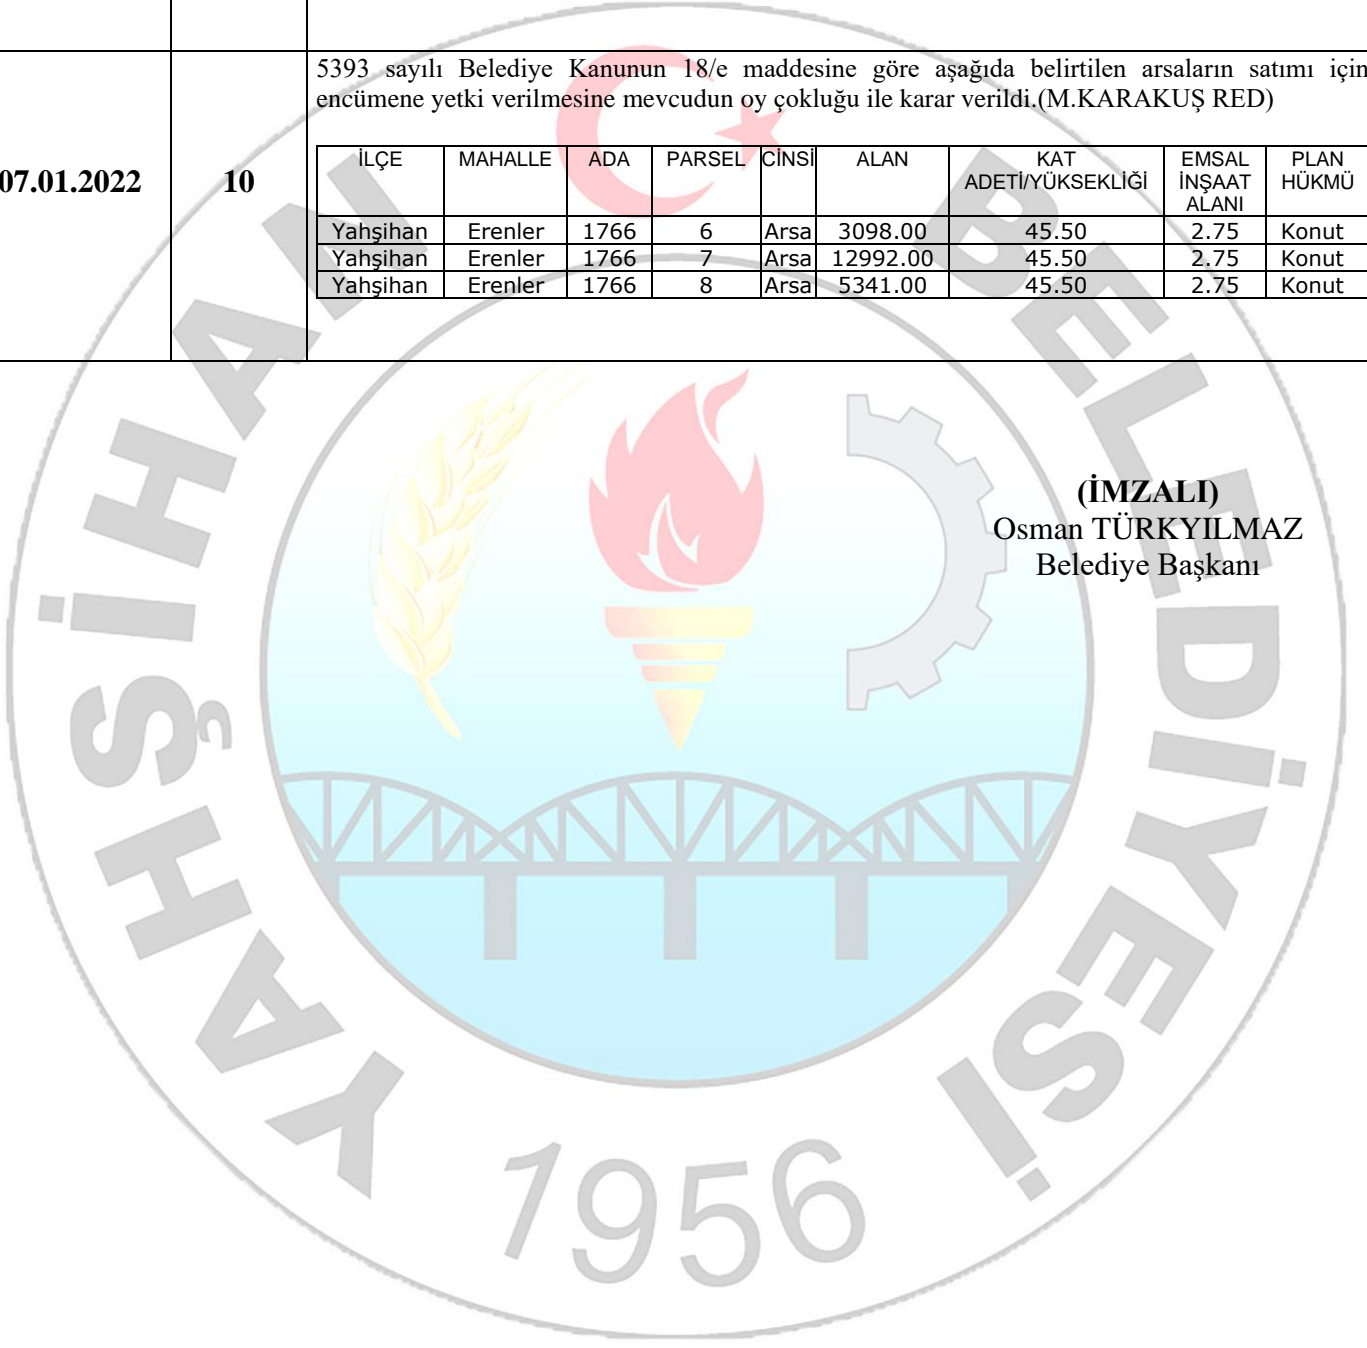 5393 sayılı Belediye Kanunun 18/e maddesine göre aşağıda belirtilen arsaların satımı için
encümene yetki verilmesine mevcudun oy çokluğu ile karar verildi.(M.KARAKUŞ RED)
07.01.2022 10
İLÇE MAHALLE ADA PARSEL CİNSİ ALAN KAT ADETİ/YÜKSEKLİĞİ EMSAL İNŞAAT ALANI PLAN HÜKMÜ
Yahşihan Erenler 1766 6 Arsa 3098.00 45.50 2.75 Konut
Yahşihan Erenler 1766 7 Arsa 12992.00 45.50 2.75 Konut
Yahşihan Erenler 1766 8 Arsa 5341.00 45.50 2.75 Konut
(İMZALI)
Osman TÜRKYILMAZ
Belediye Başkanı
YAHŞİHAN BELEDİYESİ
1956